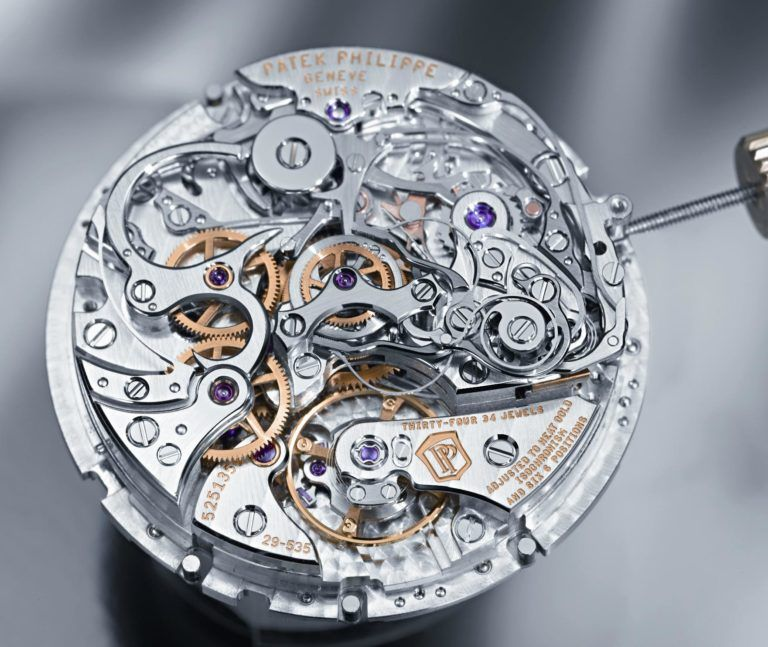 PATEK PHILIPPE
GENEVE
SWISS
THIRTY-FOUR 34 JEWELS
ADJUSTED TO HEAT COLD
ISOCHRONISM
AND SIX 6 POSITIONS
PP
525135
29-535